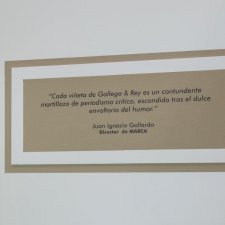 "Cada viñeta de Gallego & Rey es un contundente
martillazo de periodismo crítico, escondido tras el dulce
envoltorio del humor."
Juan Ignacio Gallardo
Director de MARCA